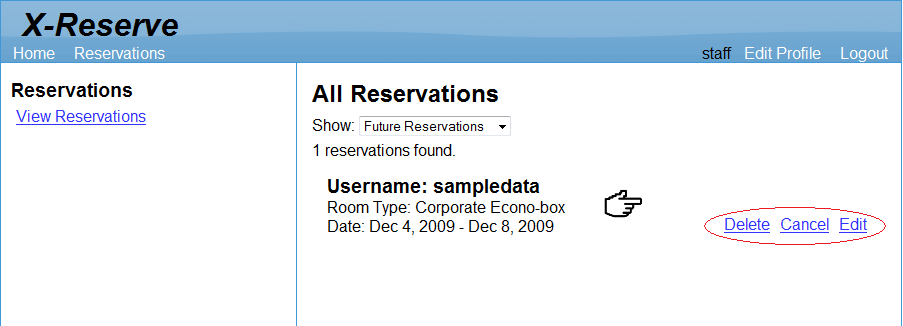 X-Reserve
Home Reservations staff Edit Profile Logout
Reservations
View Reservations
All Reservations
Show: Future Reservations
1 reservations found.
Username: sampledata
Room Type: Corporate Econo-box
Date: Dec 4, 2009 - Dec 8, 2009
Delete Cancel Edit